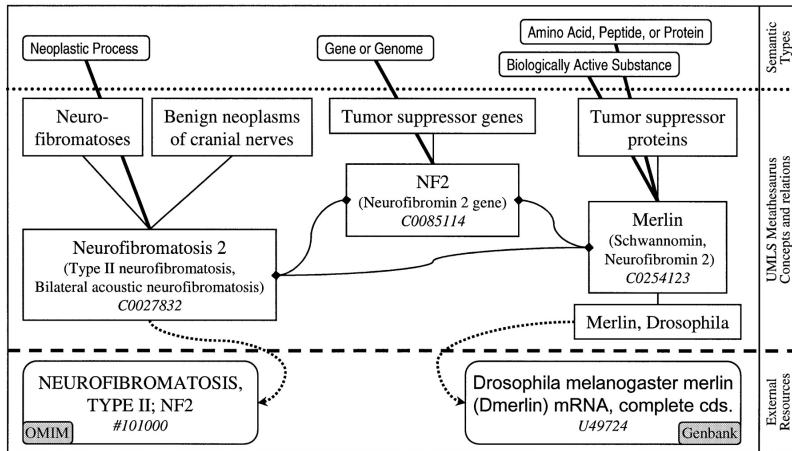 Neoplastic Process
Gene or Genome
Amino Acid, Peptide, or Protein
Biologically Active Substance
Semantic
Types
Neuro-
fibromatoses
Benign neoplasms
of cranial nerves
Tumor suppressor genes
Tumor suppressor
proteins
NF2
(Neurofibromin 2 gene)
C0085114
Neurofibromatosis 2
(Type II neurofibromatosis,
Bilateral acoustic neurofibromatosis)
C0027832
Merlin
(Schwannomin,
Neurofibromin 2)
C0254123
Merlin, Drosophila
UMLS Metathesaurus
Concepts and relations
NEUROFIBROMATOSIS,
TYPE II; NF2
#101000
OMIM
Drosophila melanogaster merlin
(Dmerlin) mRNA, complete cds.
U49724
Genbank
External
Resources